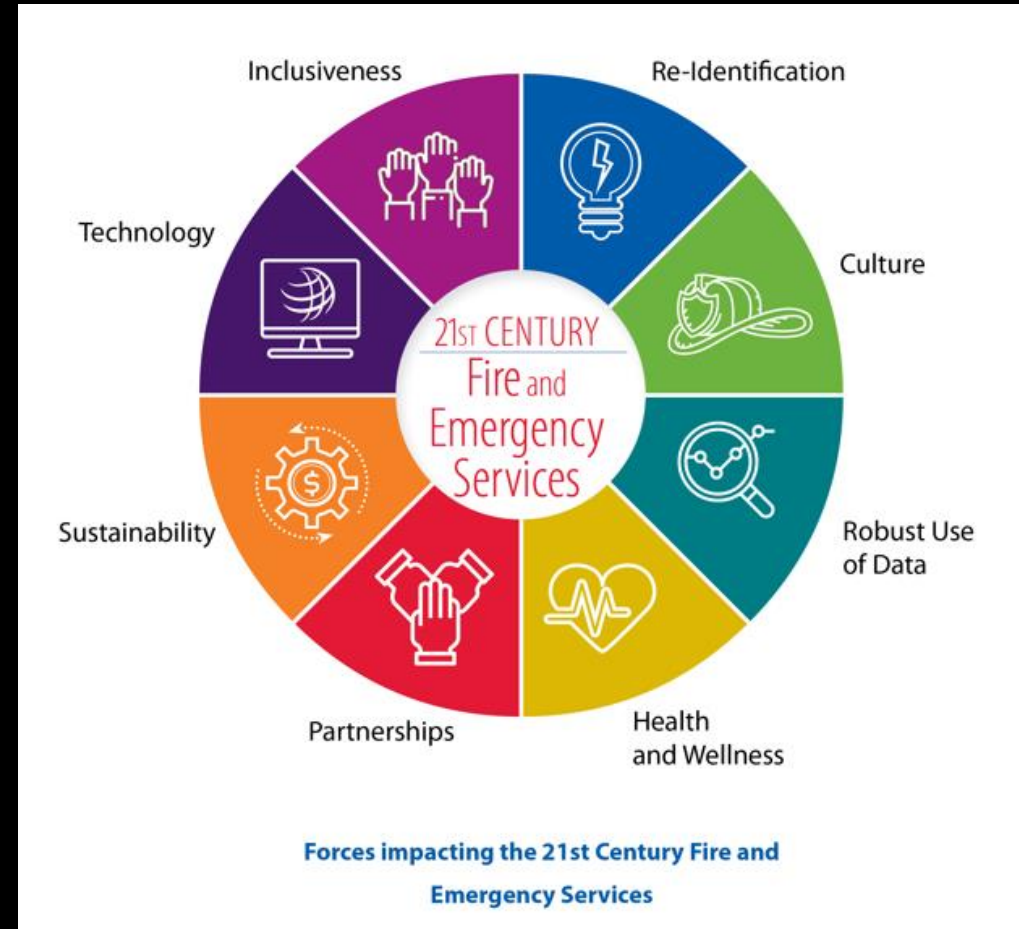 Inclusiveness
Re-Identification
Technology
Culture
21ST CENTURY
Fire and
Emergency
Services
$
Sustainability
Robust Use
of Data
Partnerships
Health
and Wellness
Forces impacting the 21st Century Fire and
Emergency Services